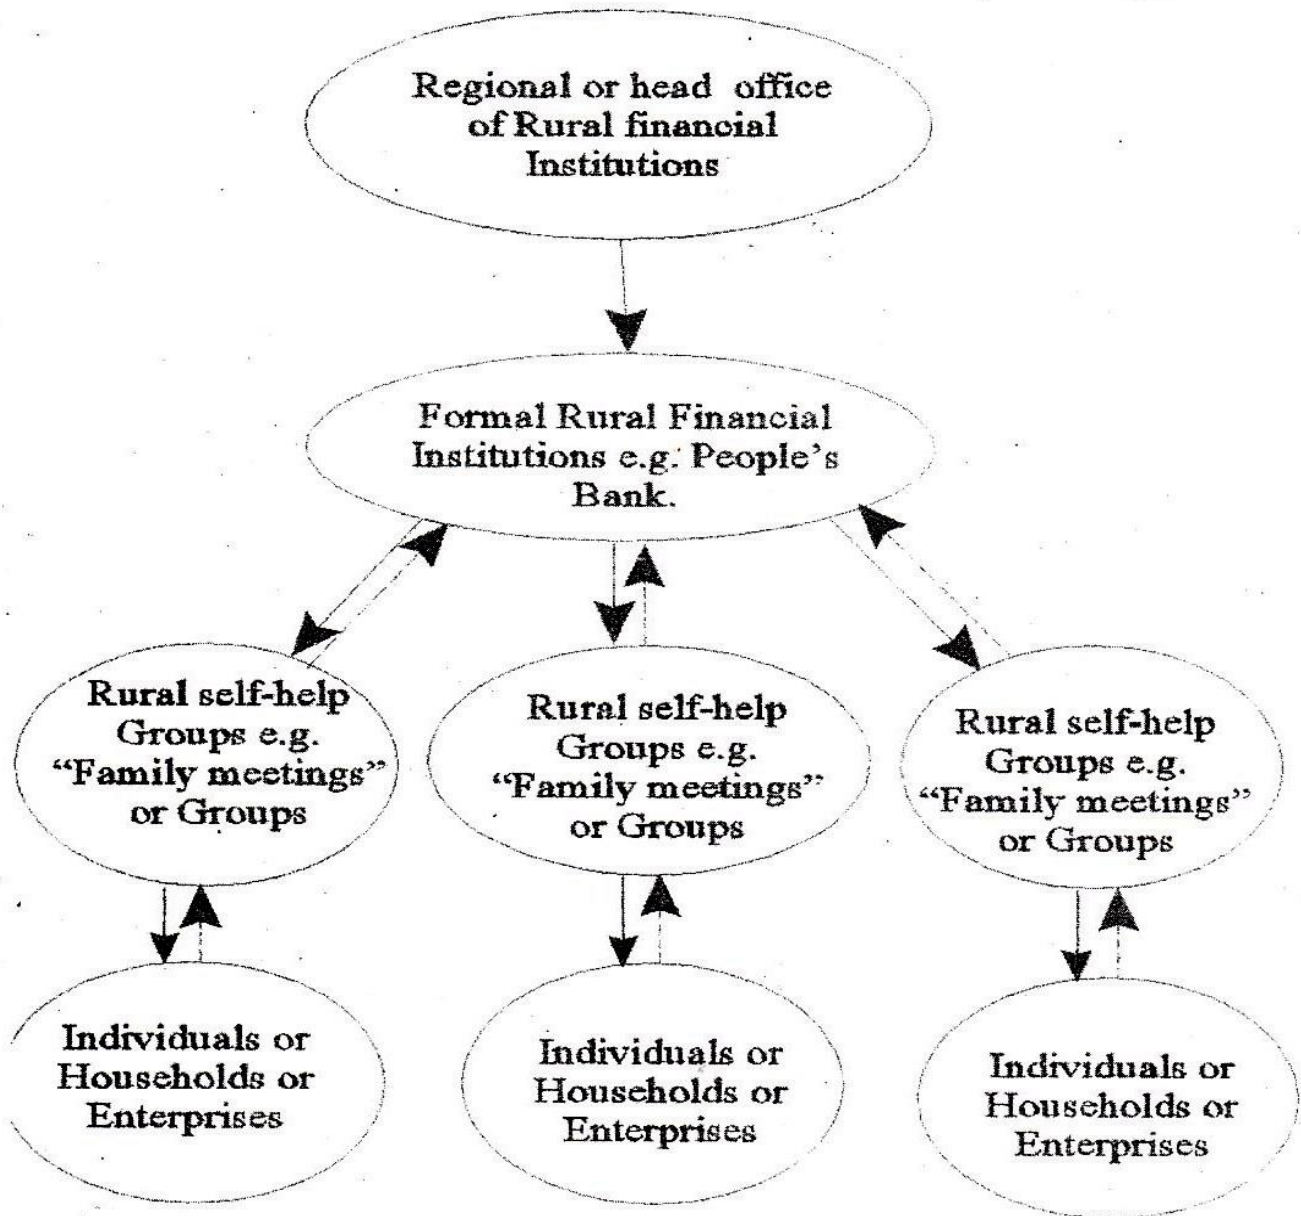 Regional or head office
of Rural financial
Institutions
Formal Rural Financial
Institutions e.g. People's
Bank.
Rural self-help
Groups e.g.
“Family meetings”
or Groups
Rural self-help
Groups e.g.
“Family meetings”
or Groups
Rural self-help
Groups e.g.
“Family meetings”
or Groups
Individuals or
Households or
Enterprises
Individuals or
Households or
Enterprises
Individuals or
Households or
Enterprises